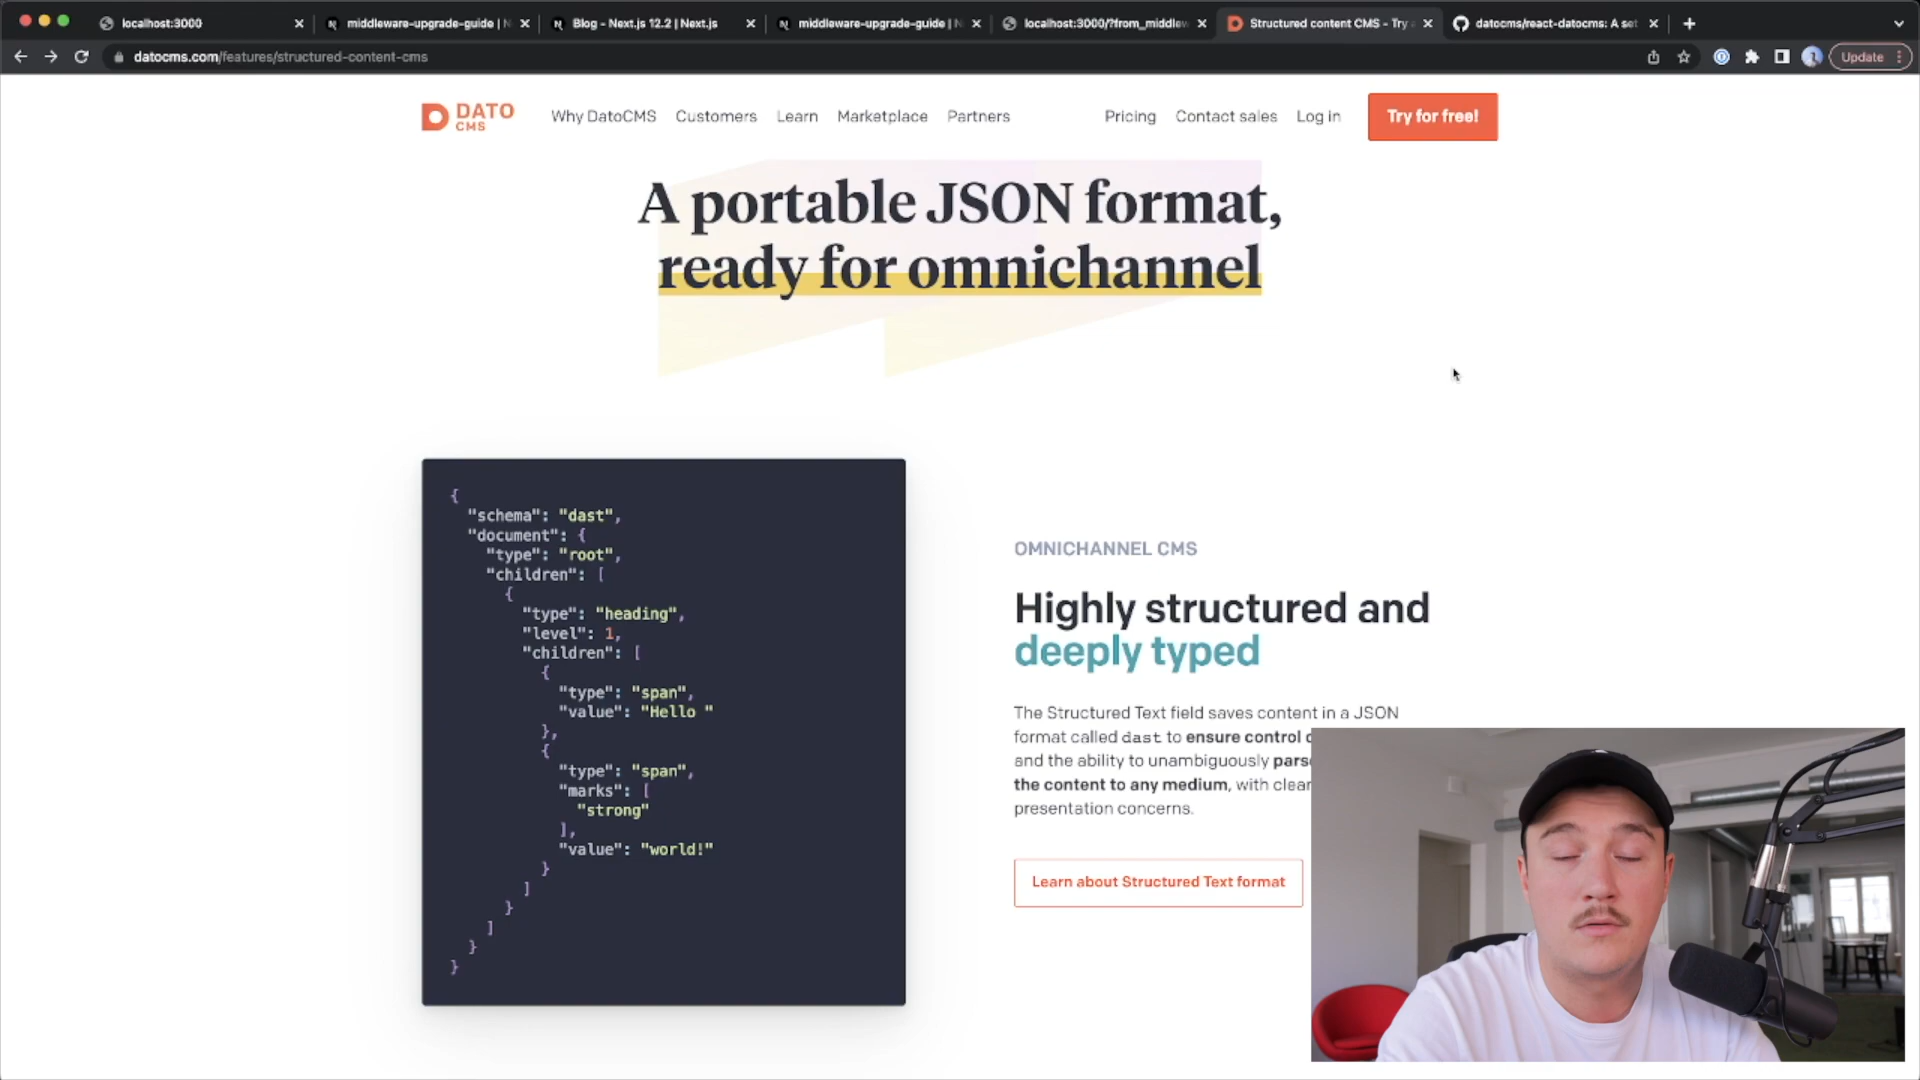 localhost:3000
middleware-upgrade-guide | N
Blog - Next.js 12.2 | Next.js
middleware-upgrade-guide | N
localhost:3000/?from_middlew
Structured content CMS - Try
datocms/react-datocms: A set
datocms.com/features/structured-content-cms
Update
DATO
CMS
Why DatoCMS
Customers
Learn
Marketplace
Partners
Pricing
Contact sales
Log in
Try for free!
A portable JSON format,
ready for omnichannel
{
"schema": "dast",
"document": {
"type": "root",
"children": [
{
"type": "heading",
"level": 1,
"children": [
{
"type": "span",
"value": "Hello "
},
{
"type": "span",
"marks": [
"strong"
],
"value": "world!"
}
]
}
]
}
}
OMNICHANNEL CMS
Highly structured and
deeply typed
The Structured Text field saves content in a JSON
format called dast to ensure control
and the ability to unambiguously
the content to any medium, with clear
presentation concerns.
Learn about Structured Text format